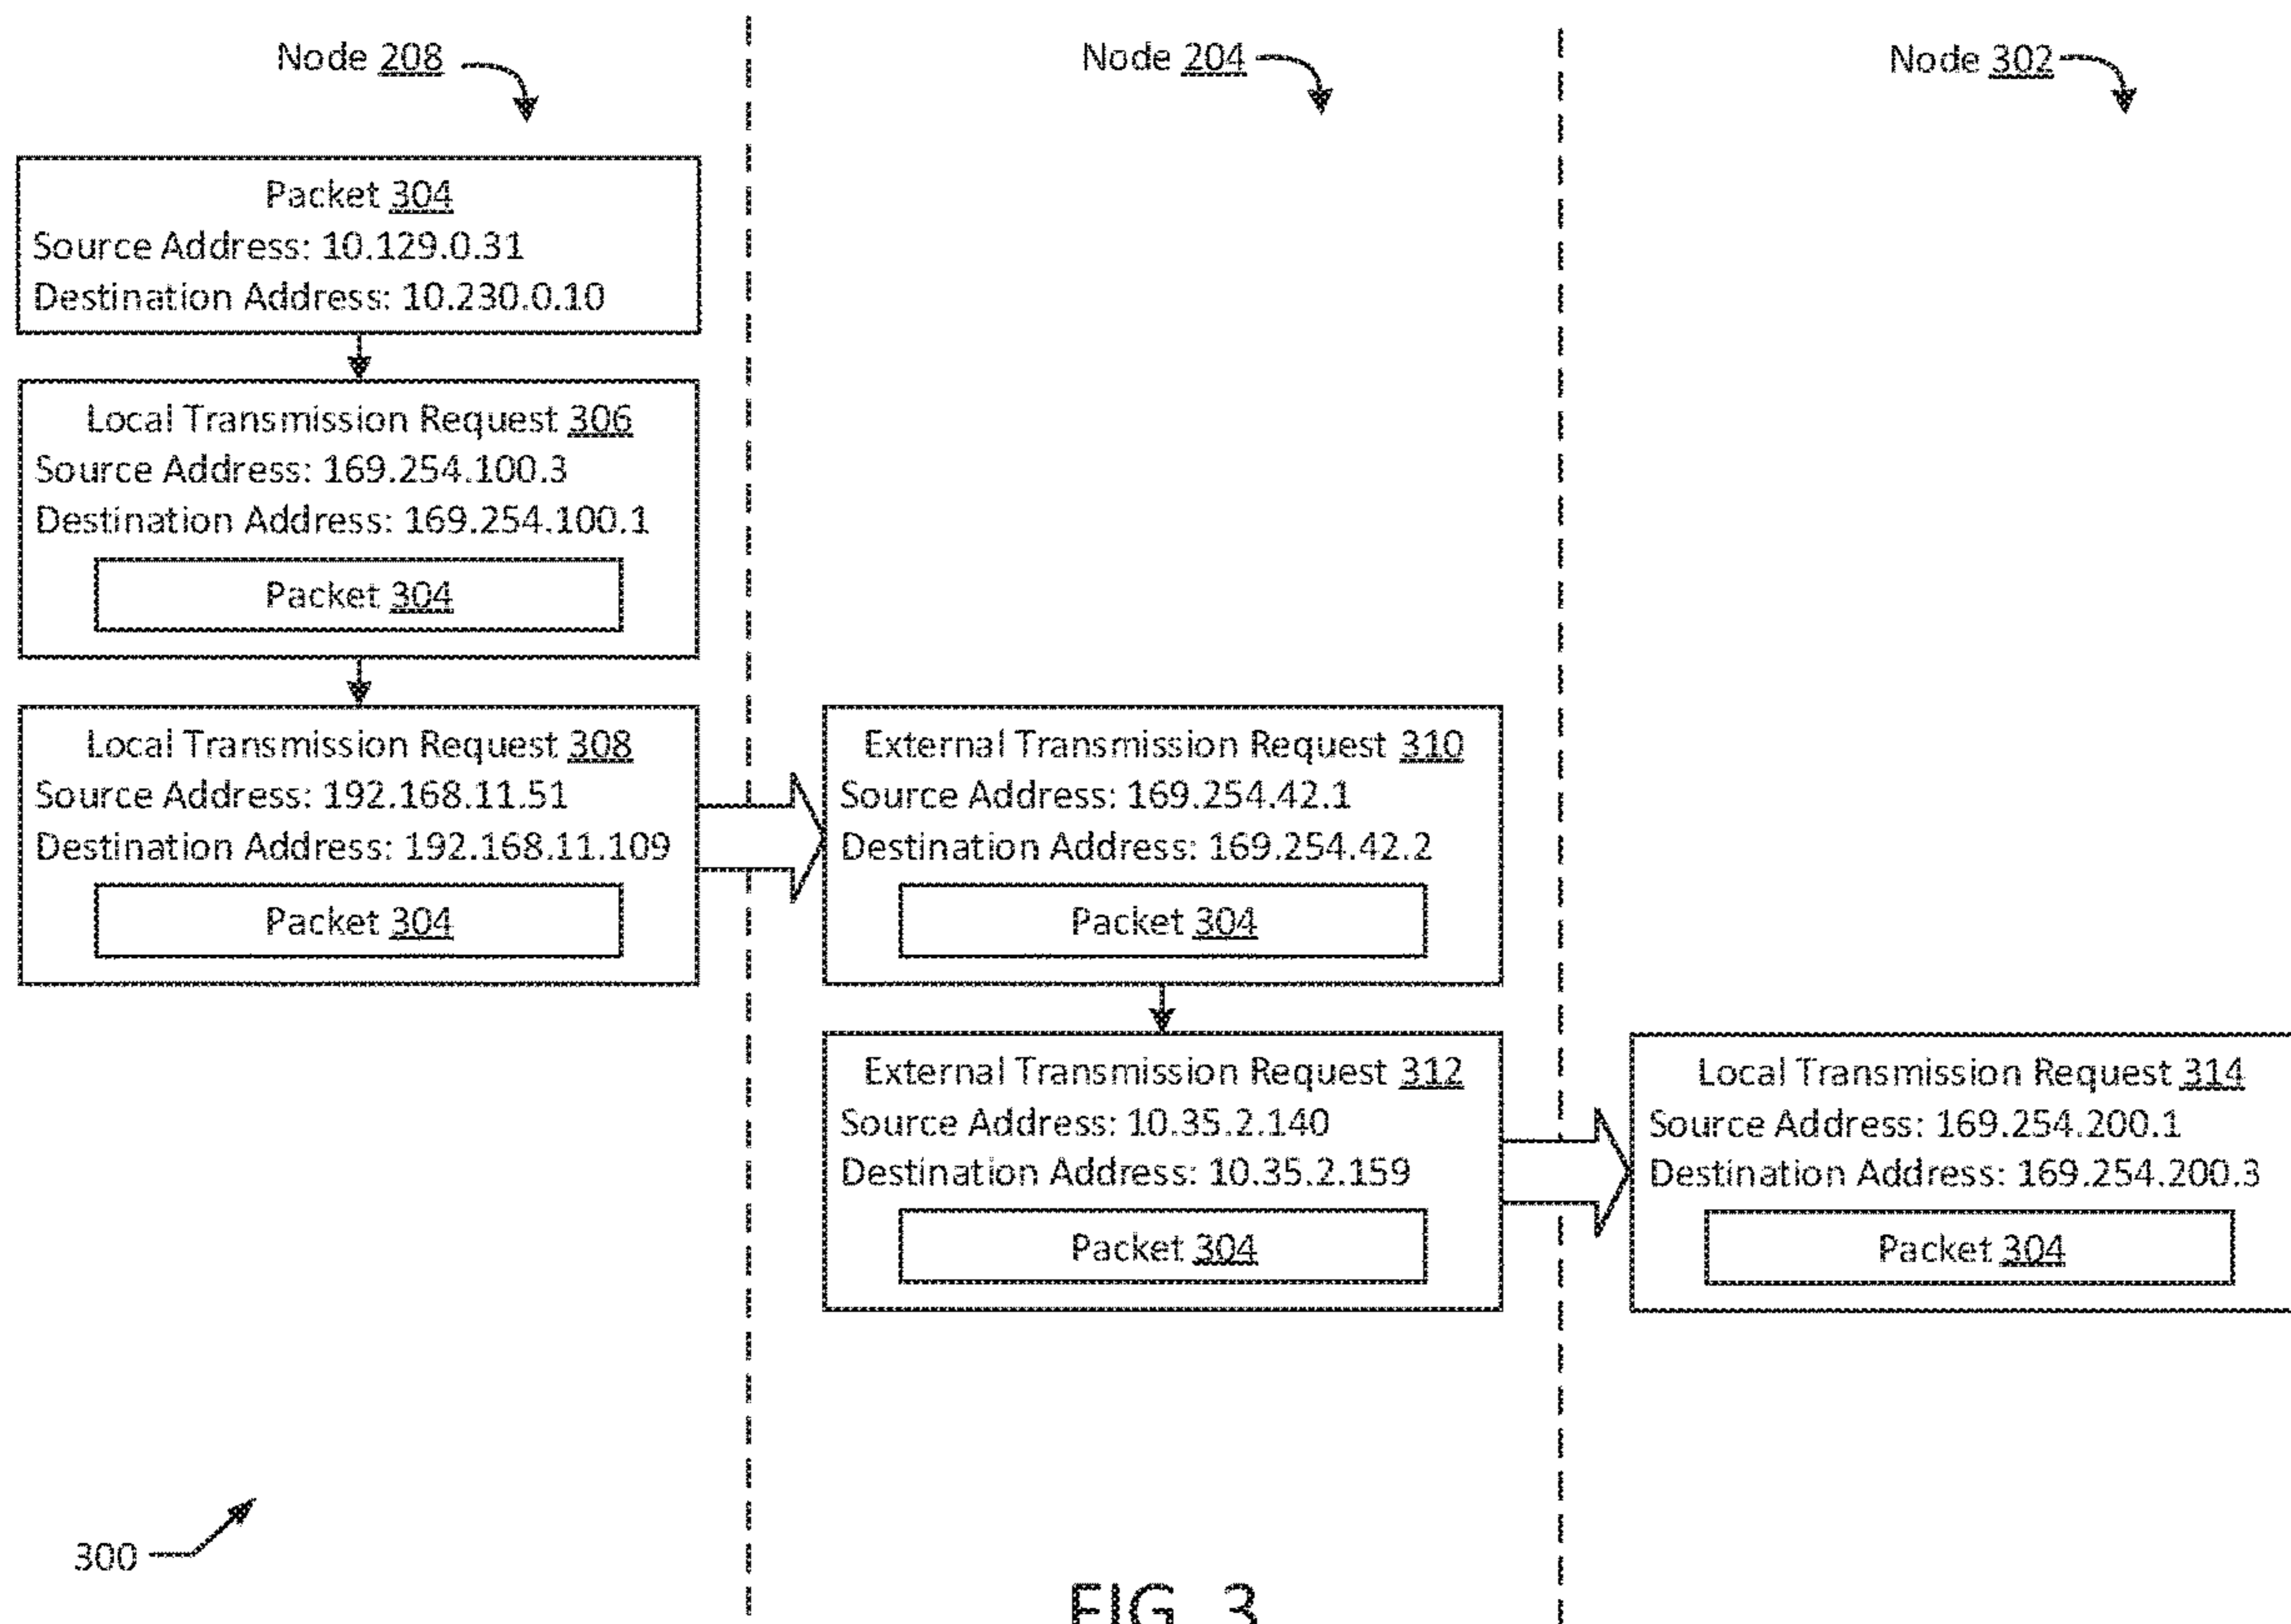 Node 208
Node 204
Node 302
Packet 304
Source Address: 10.129.0.31
Destination Address: 10.230.0.10
Local Transmission Request 306
Source Address: 169.254.100.3
Destination Address: 169.254.100.1
Packet 304
Local Transmission Request 308
Source Address: 192.168.11.51
Destination Address: 192.168.11.109
Packet 304
External Transmission Request 310
Source Address: 169.254.42.1
Destination Address: 169.254.42.2
Packet 304
External Transmission Request 312
Source Address: 10.35.2.140
Destination Address: 10.35.2.159
Packet 304
Local Transmission Request 314
Source Address: 169.254.200.1
Destination Address: 169.254.200.3
Packet 304
300
FIG. 3